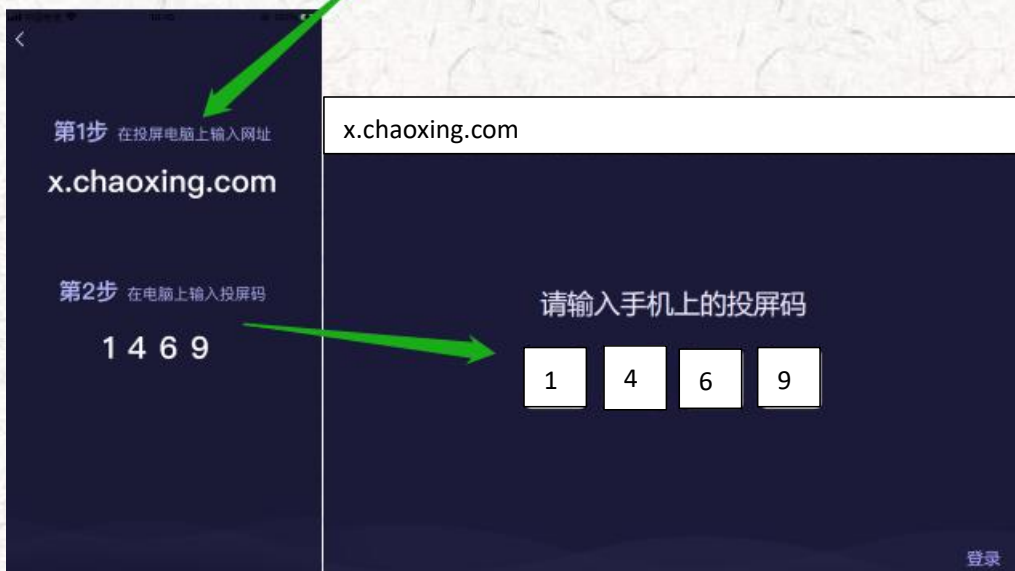 第1步 在投屏电脑上输入网址
x.chaoxing.com
第2步 在电脑上输入投屏码
1 4 6 9
x.chaoxing.com
请输入手机上的投屏码
1 4 6 9
登录